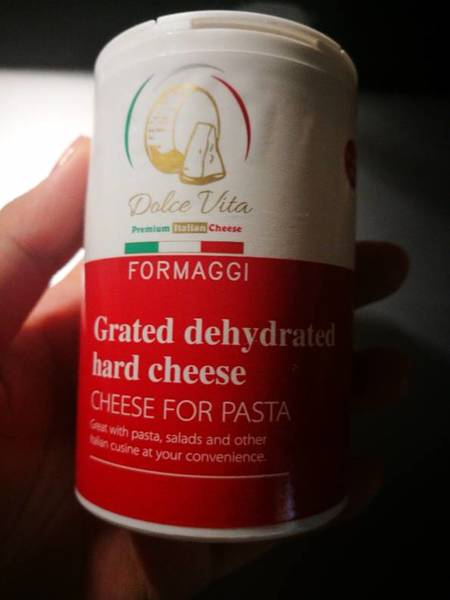 Dolce Vita
Premium Italian Cheese
FORMAGGI
Grated dehydrated
hard cheese
CHEESE FOR PASTA
Great with pasta, salads and other
Italian cusine at your convenience.